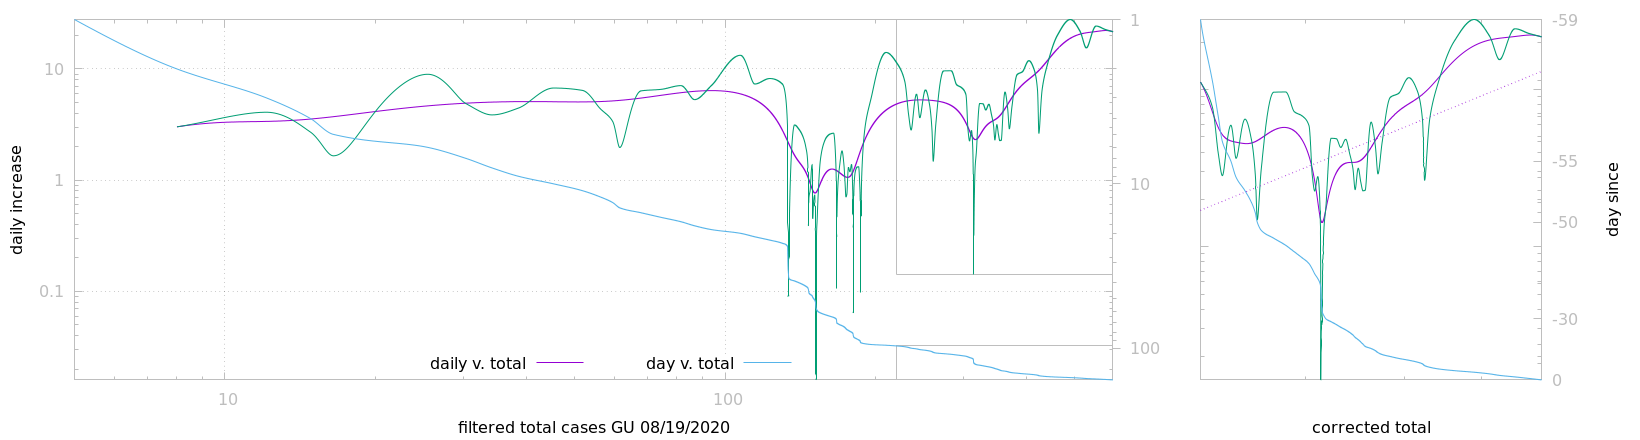 10
1
0.1
daily increase
daily v. total
day v. total
10
100
filtered total cases GU 08/19/2020
1
10
100
-59
-55
-50
-30
0
day since
corrected total